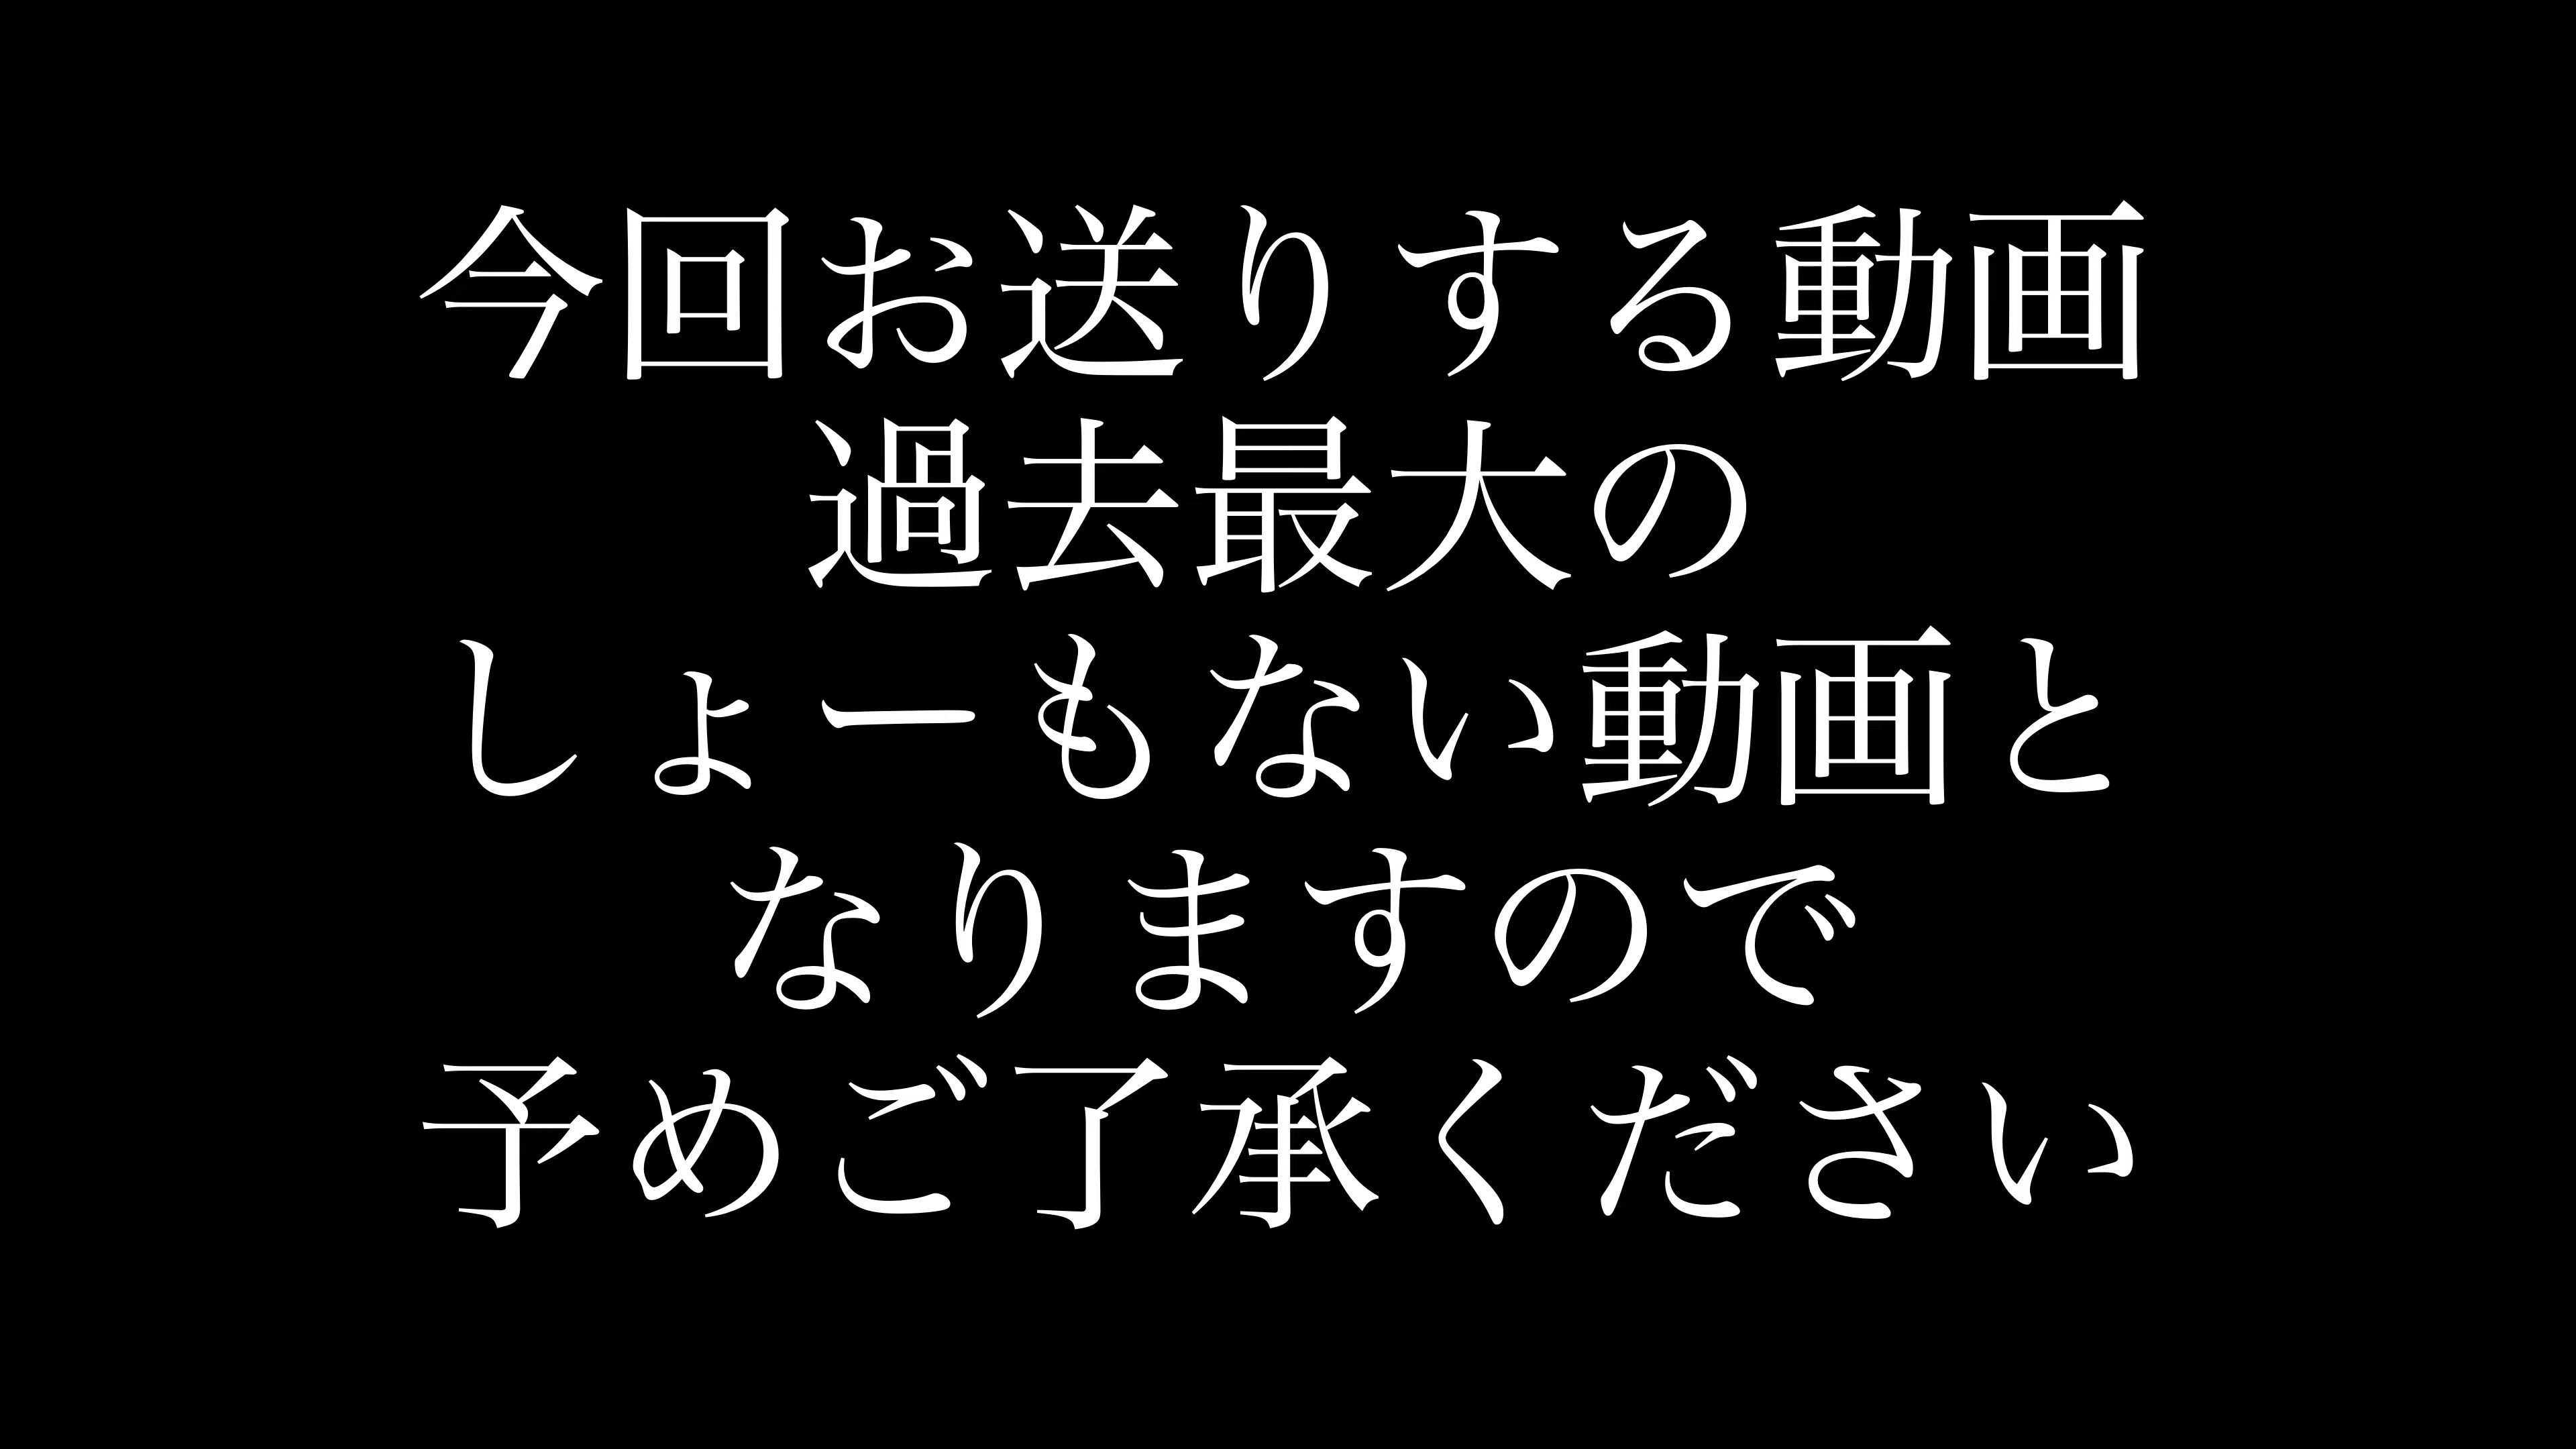 今回お送りする動画
過去最大の
しょーもない動画と
なりますので
予めご了承ください